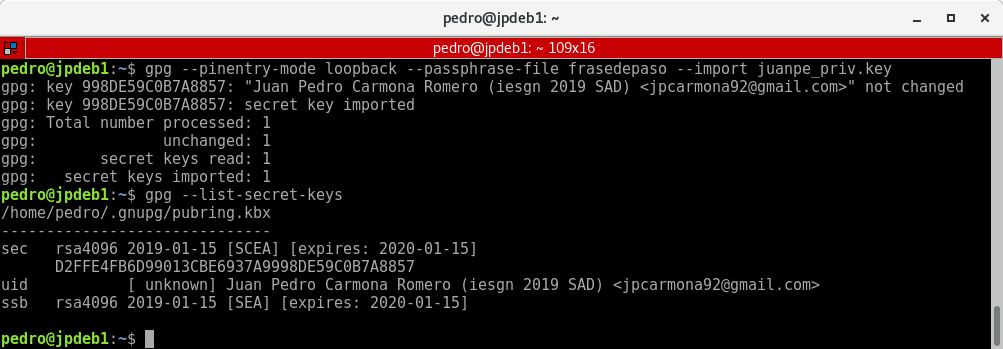 pedro@jpdeb1: ~
pedro@jpdeb1: ~ 109x16
pedro@jpdeb1:~$ gpg --pinentry-mode loopback --passphrase-file frasedepaso --import juanpe_priv.key
gpg: key 998DE59C0B7A8857: "Juan Pedro Carmona Romero (iesgn 2019 SAD) <jpcarmona92@gmail.com>" not changed
gpg: key 998DE59C0B7A8857: secret key imported
gpg: Total number processed: 1
gpg:              unchanged: 1
gpg:       secret keys read: 1
gpg:   secret keys imported: 1
pedro@jpdeb1:~$ gpg --list-secret-keys
/home/pedro/.gnupg/pubring.kbx
------------------------------
sec   rsa4096 2019-01-15 [SCEA] [expires: 2020-01-15]
      D2FFE4FB6D99013CBE6937A9998DE59C0B7A8857
uid           [ unknown] Juan Pedro Carmona Romero (iesgn 2019 SAD) <jpcarmona92@gmail.com>
ssb   rsa4096 2019-01-15 [SEA] [expires: 2020-01-15]
pedro@jpdeb1:~$